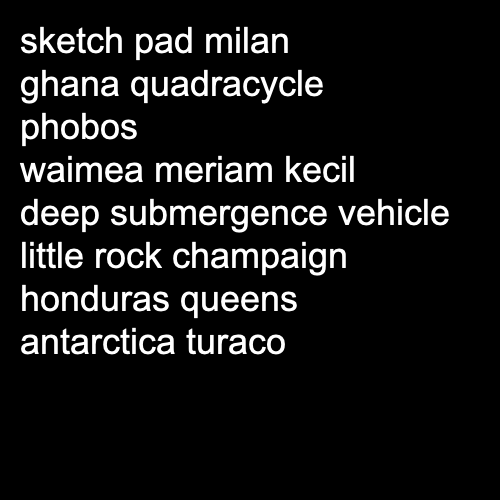 sketch pad milan
ghana quadracycle
phobos
waimea meriam kecil
deep submergence vehicle
little rock champaign
honduras queens
antarctica turaco